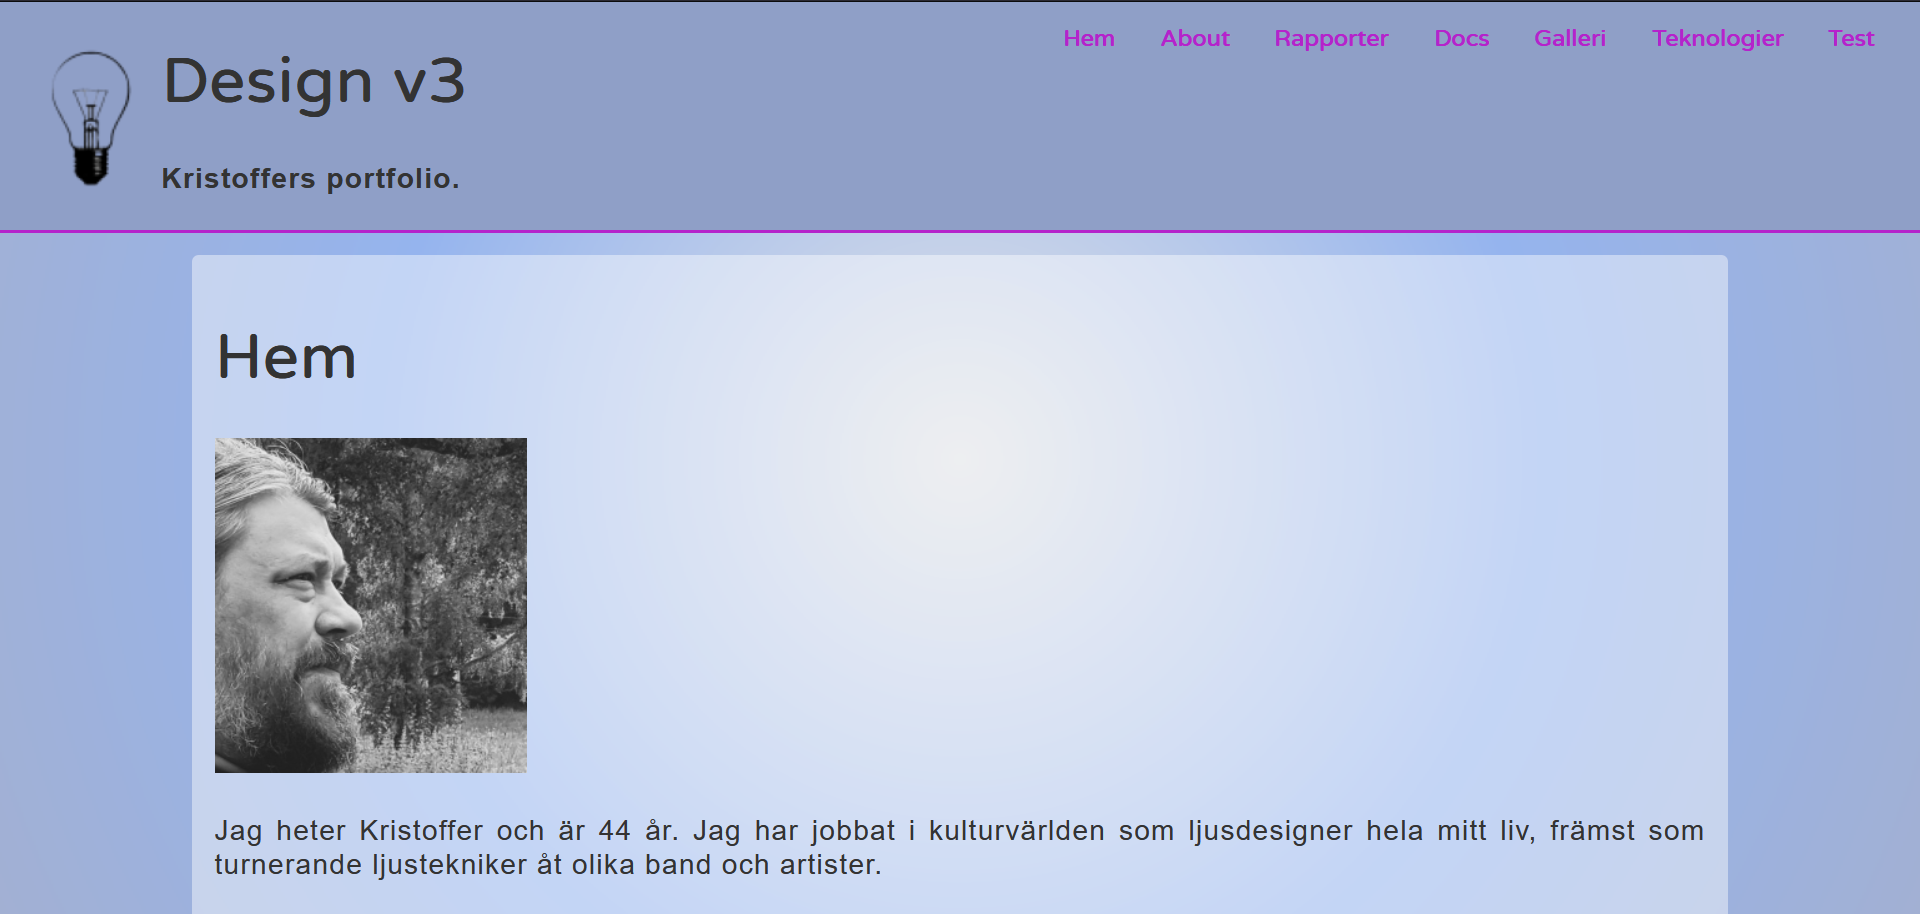 Hem About Rapporter Docs Galleri Teknologier Test
Design v3
Kristoffers portfolio.
Hem
Jag heter Kristoffer och är 44 år. Jag har jobbat i kulturvärlden som ljusdesigner hela mitt liv, främst som
turnerande ljustekniker åt olika band och artister.